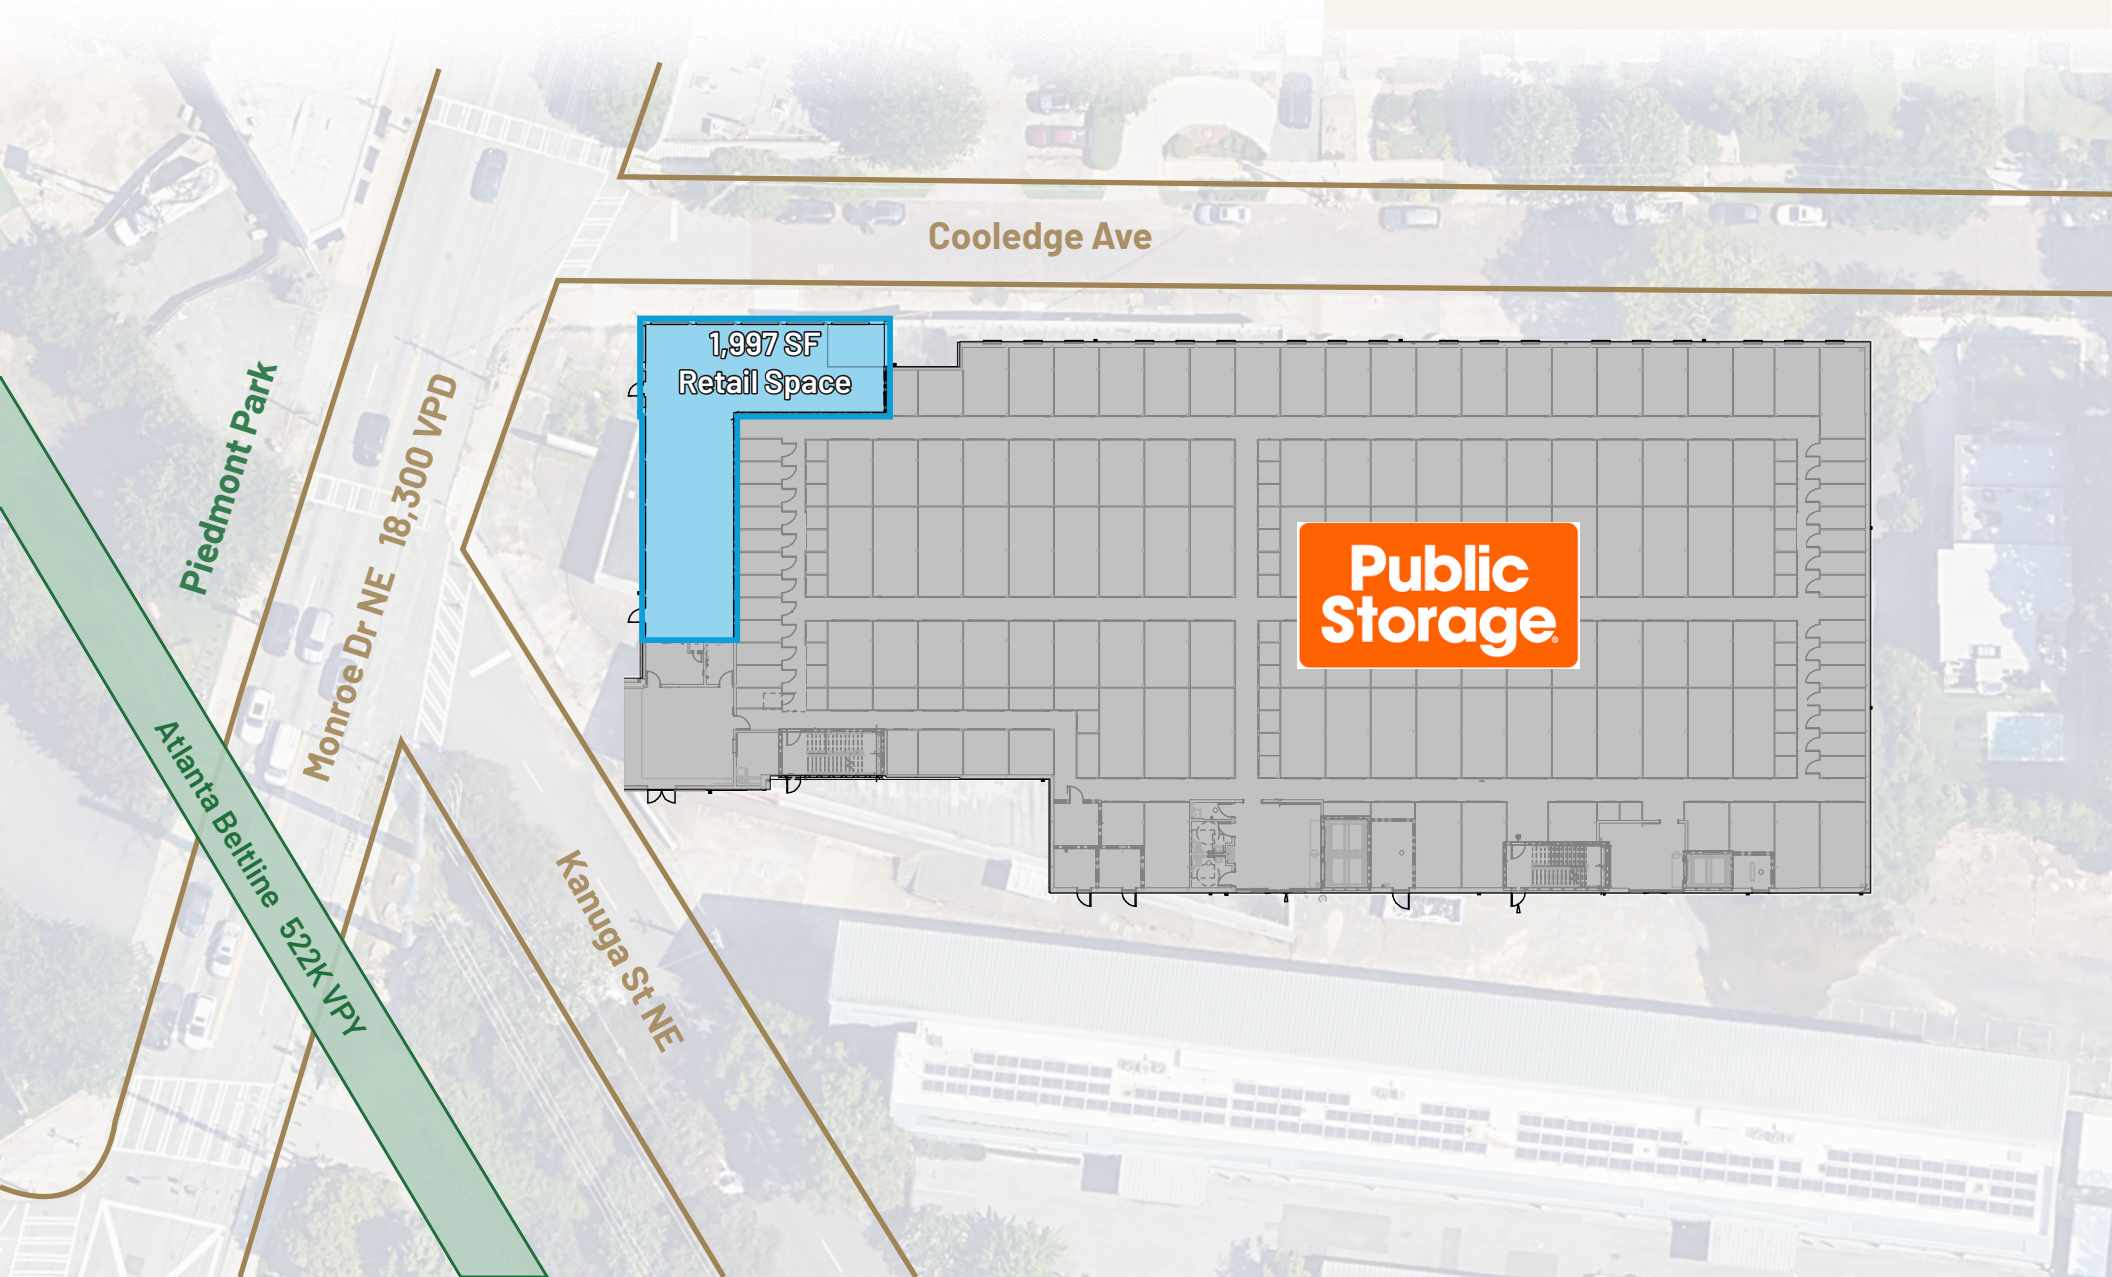 Cooledge Ave
1,997 SF
Retail Space
Piedmont Park
Monroe Dr NE 18,300 VPD
Public
Storage®
Atlanta Beltline 522K VPY
Kanuga St NE